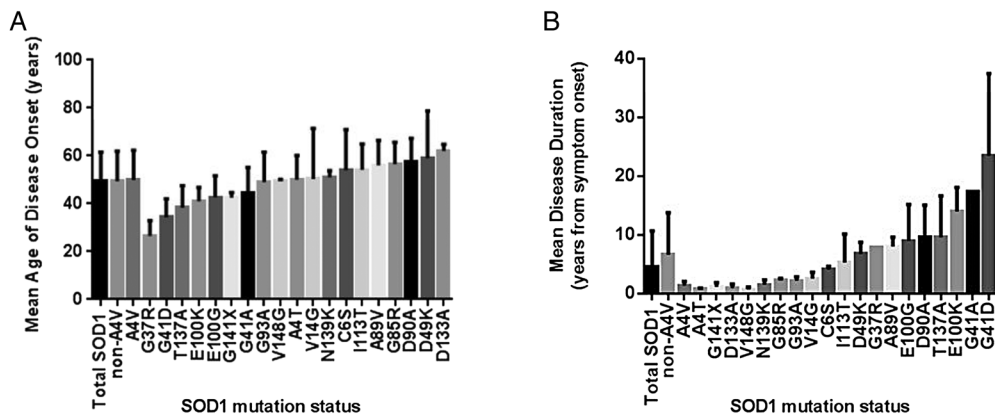 A
Mean Age of Disease Onset (years)
100
80
60
40
20
0
Total SOD1
non-A4V
A4V
G37R
G41D
T137A
E100K
E100G
G141X
G41A
G93A
V148G
A4T
V14G
N139K
C6S
I113T
A89V
G85R
D90A
D49K
D133A
SOD1 mutation status
B
Mean Disease Duration
(years from symptom onset)
40
30
20
10
0
Total SOD1
non-A4V
A4V
A4T
G141X
D133A
V148G
N139K
G85R
G93A
V14G
C6S
I113T
D49K
G37R
A89V
E100G
D90A
T137A
E100K
G41A
G41D
SOD1 mutation status